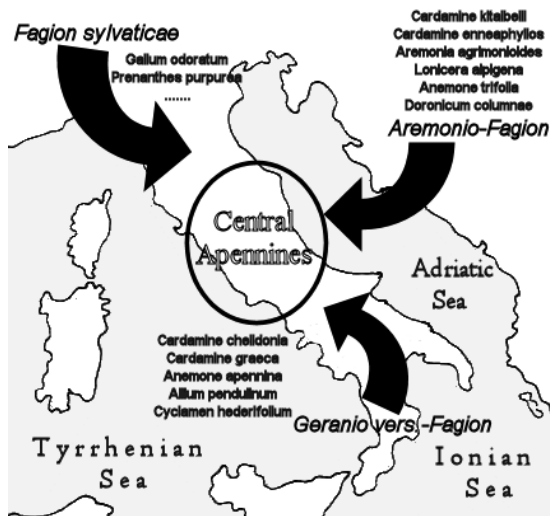 Fagion sylvaticae
Galium odoratum
Prenanthes purpurea
.......
Cardamine kitaibelii
Cardamine enneaphyllos
Aremonia agrimonioides
Lonicera alpigena
Anemone trifolia
Doronicum columnae
Aremonio-Fagion
Central
Apennines
Adriatic
Sea
Cardamine chelidonia
Cardamine graeca
Anemone apennina
Allium pendulinum
Cyclamen hederifolium
Geranio vers.-Fagion
Tyrrhenian
Sea
Ionian
Sea